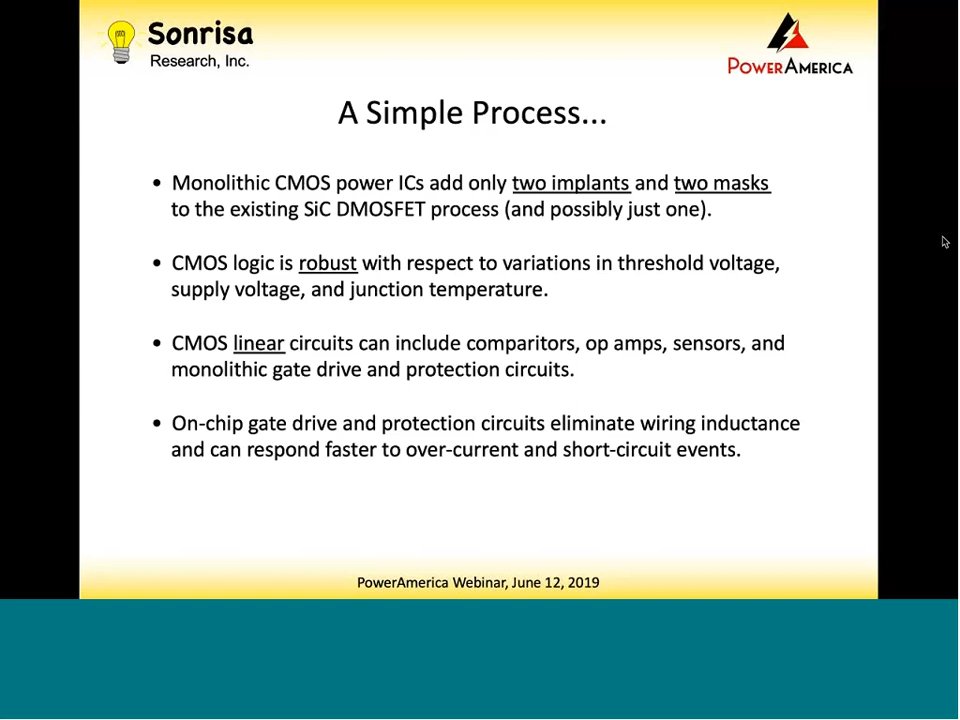 Sonrisa
Research, Inc.
POWERAMERICA
A Simple Process...
• Monolithic CMOS power ICs add only two implants and two masks
to the existing SiC DMOSFET process (and possibly just one).
• CMOS logic is robust with respect to variations in threshold voltage,
supply voltage, and junction temperature.
• CMOS linear circuits can include comparitors, op amps, sensors, and
monolithic gate drive and protection circuits.
• On-chip gate drive and protection circuits eliminate wiring inductance
and can respond faster to over-current and short-circuit events.
PowerAmerica Webinar, June 12, 2019